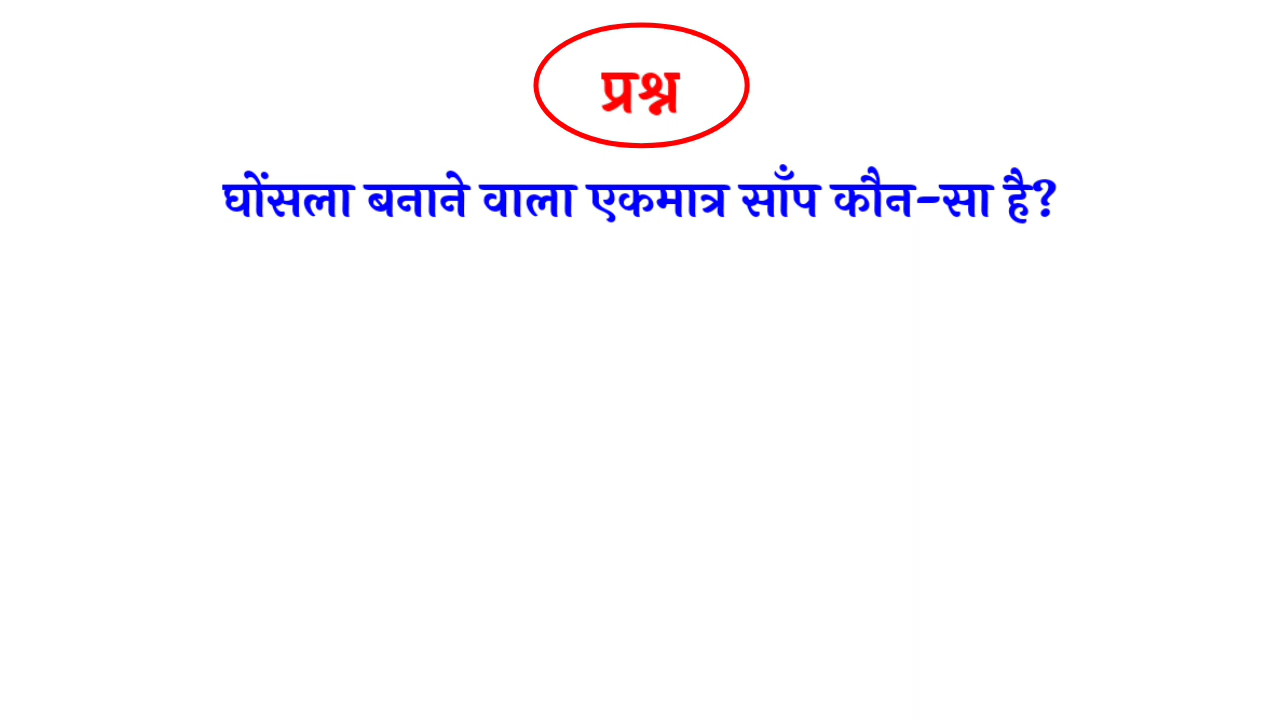 प्रश्न
घोंसला बनाने वाला एकमात्र साँप कौन-सा है?